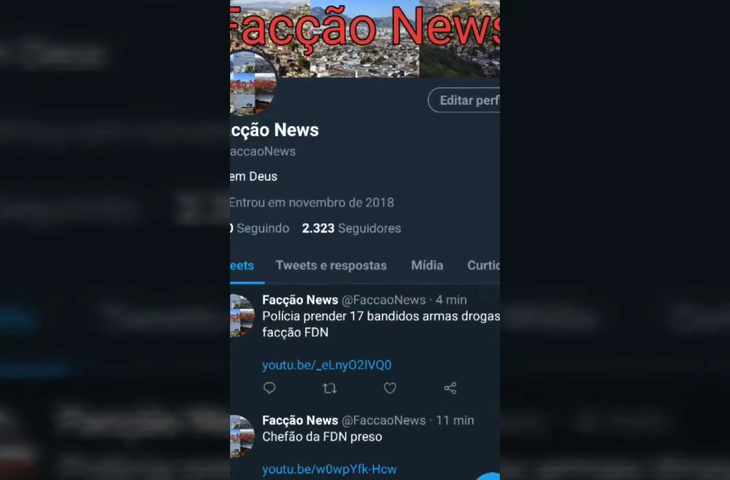 Facção News
Editar perf
cção News
accaoNews
em Deus
Entrou em novembro de 2018
0 Seguindo 2.323 Seguidores
eets Tweets e respostas Mídia Curtid
Facção News @FaccaoNews · 4 min
Polícia prender 17 bandidos armas drogas
facção FDN
youtu.be/_eLnyO2IVQ0
Facção News @FaccaoNews · 11 min
Chefão da FDN preso
youtu.be/w0wpYfk-Hcw